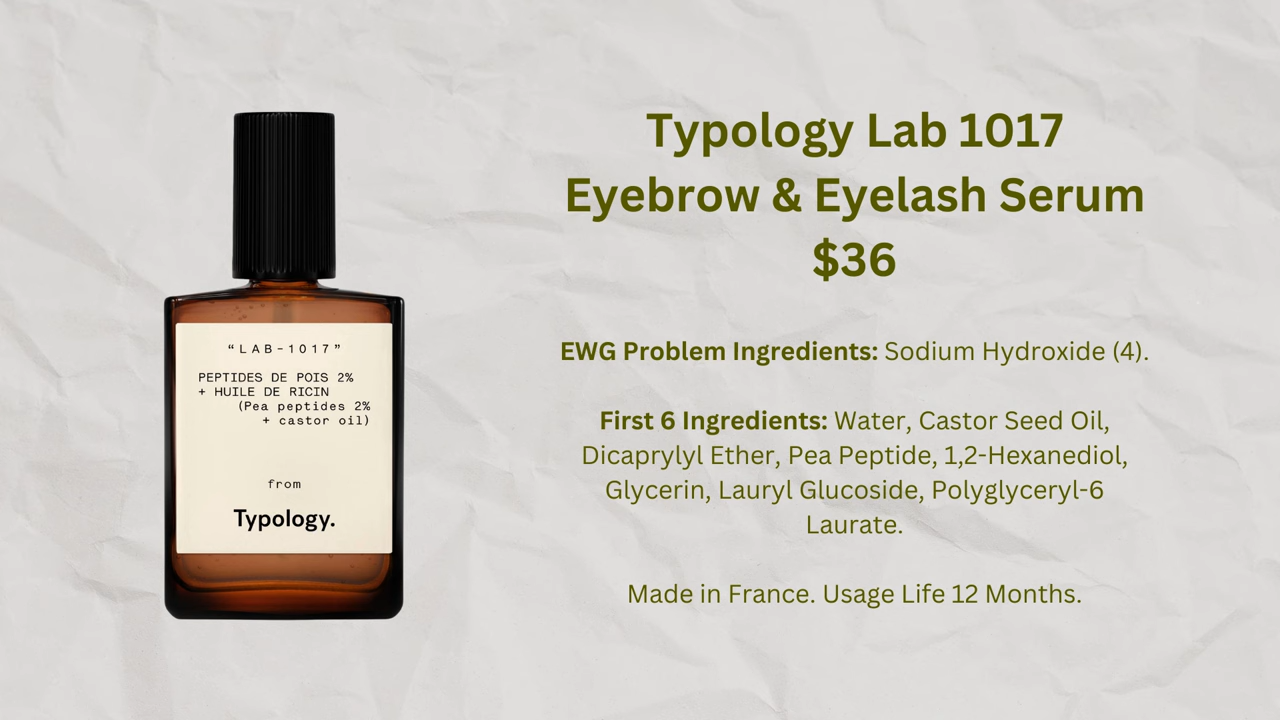 “LAB-1017”
PEPTIDES DE POIS 2%
+ HUILE DE RICIN
(Pea peptides 2%
+ castor oil)
from
Typology.
Typology Lab 1017
Eyebrow & Eyelash Serum
$36
EWG Problem Ingredients: Sodium Hydroxide (4).
First 6 Ingredients: Water, Castor Seed Oil,
Dicaprylyl Ether, Pea Peptide, 1,2-Hexanediol,
Glycerin, Lauryl Glucoside, Polyglyceryl-6
Laurate.
Made in France. Usage Life 12 Months.